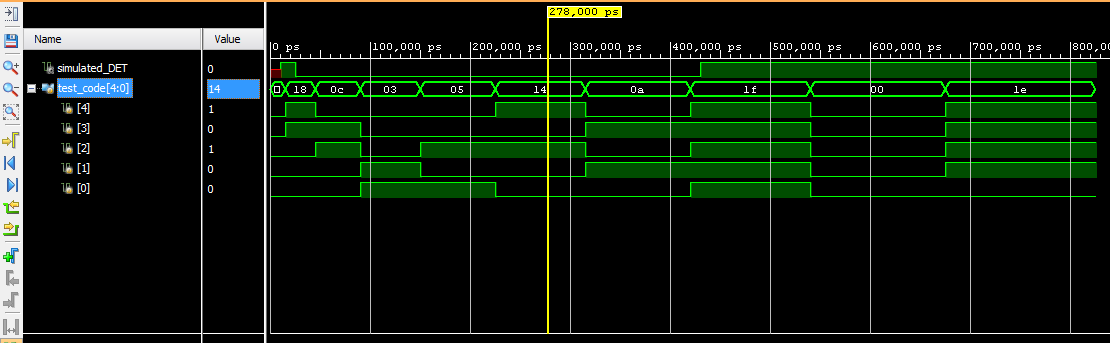 278,000 ps
Name Value
0 ps 100,000 ps 200,000 ps 300,000 ps 400,000 ps 500,000 ps 600,000 ps 700,000 ps 800,
simulated_DET 0
test_code[4:0] 14 18 0c 03 05 14 0a 1f 00 1e
[4] 1
[3] 0
[2] 1
[1] 0
[0] 0